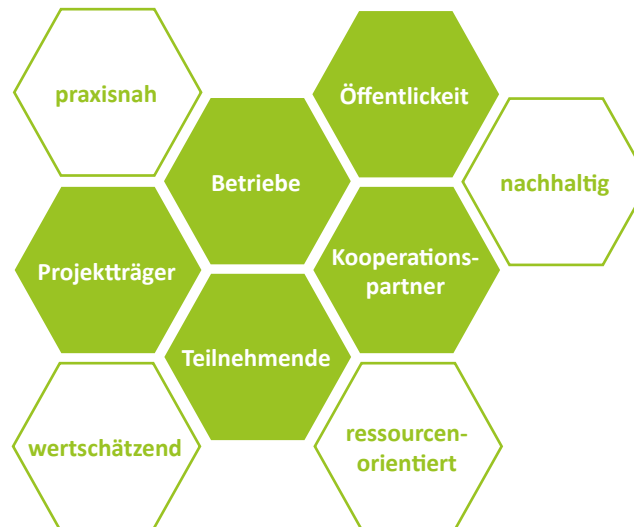 praxisnah
Öffentlickeit
Betriebe
nachhaltig
Projektträger
Kooperations-
partner
Teilnehmende
wertschätzend
ressourcen-
orientiert